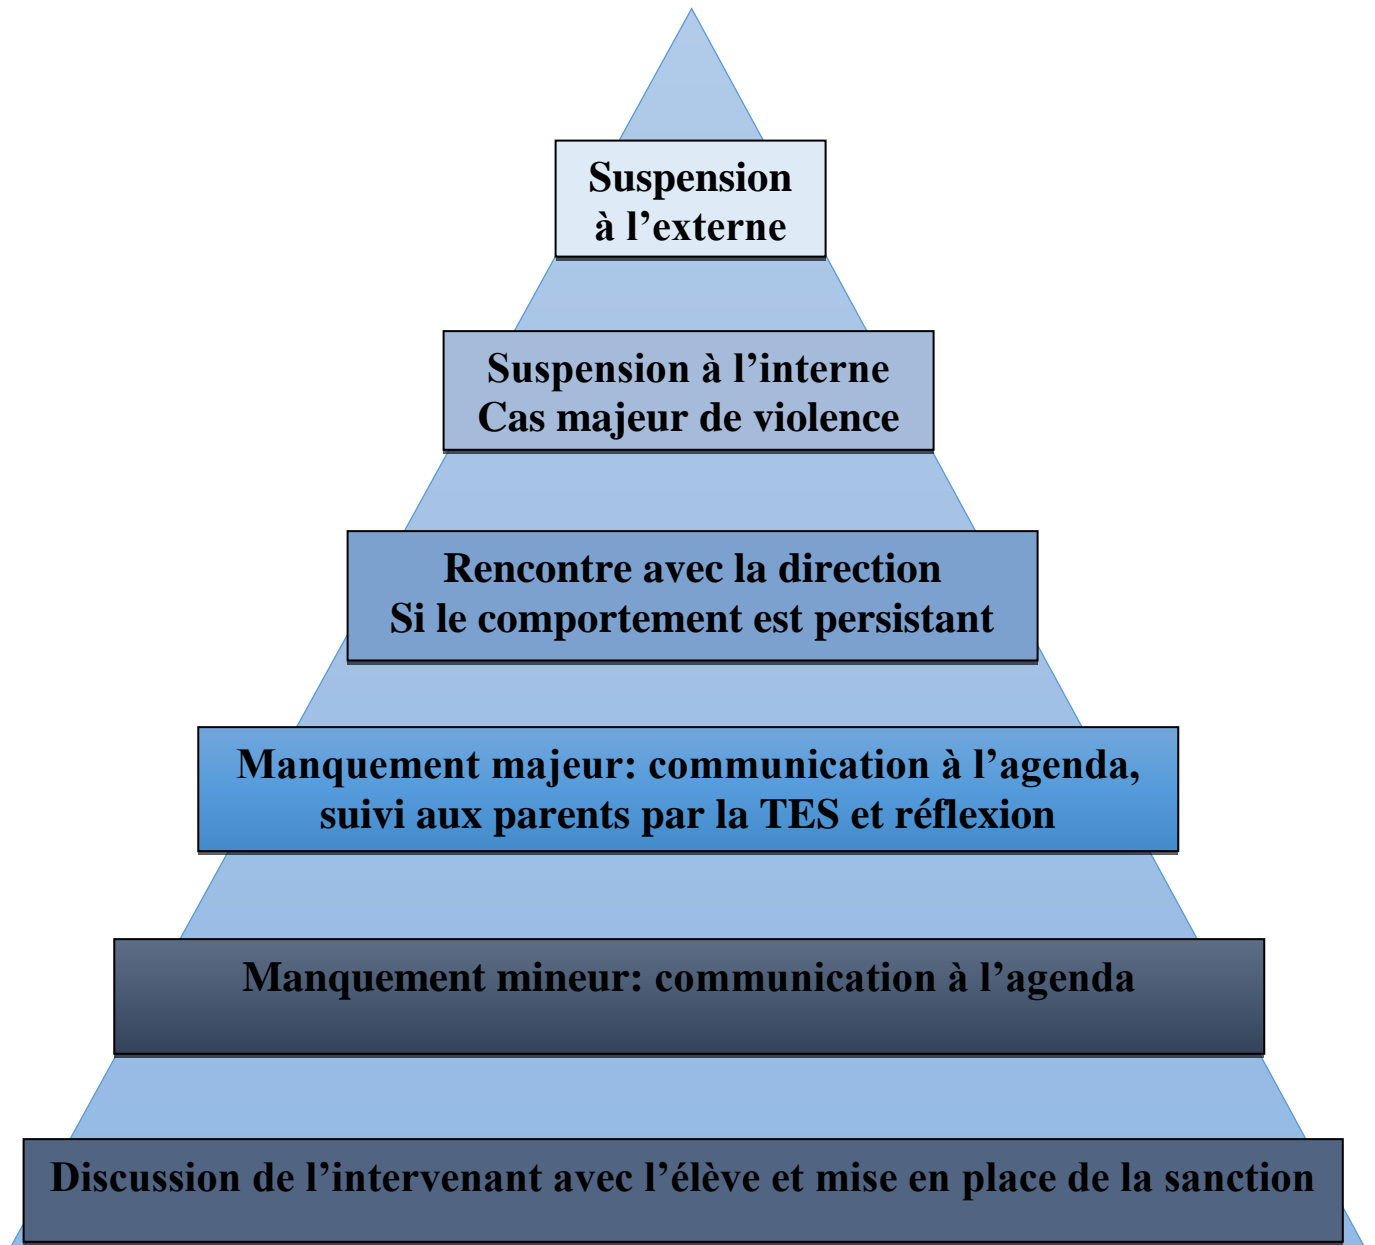 Suspension
à l’externe
Suspension à l’interne
Cas majeur de violence
Rencontre avec la direction
Si le comportement est persistant
Manquement majeur: communication à l’agenda,
suivi aux parents par la TES et réflexion
Manquement mineur: communication à l’agenda
Discussion de l’intervenant avec l’élève et mise en place de la sanction